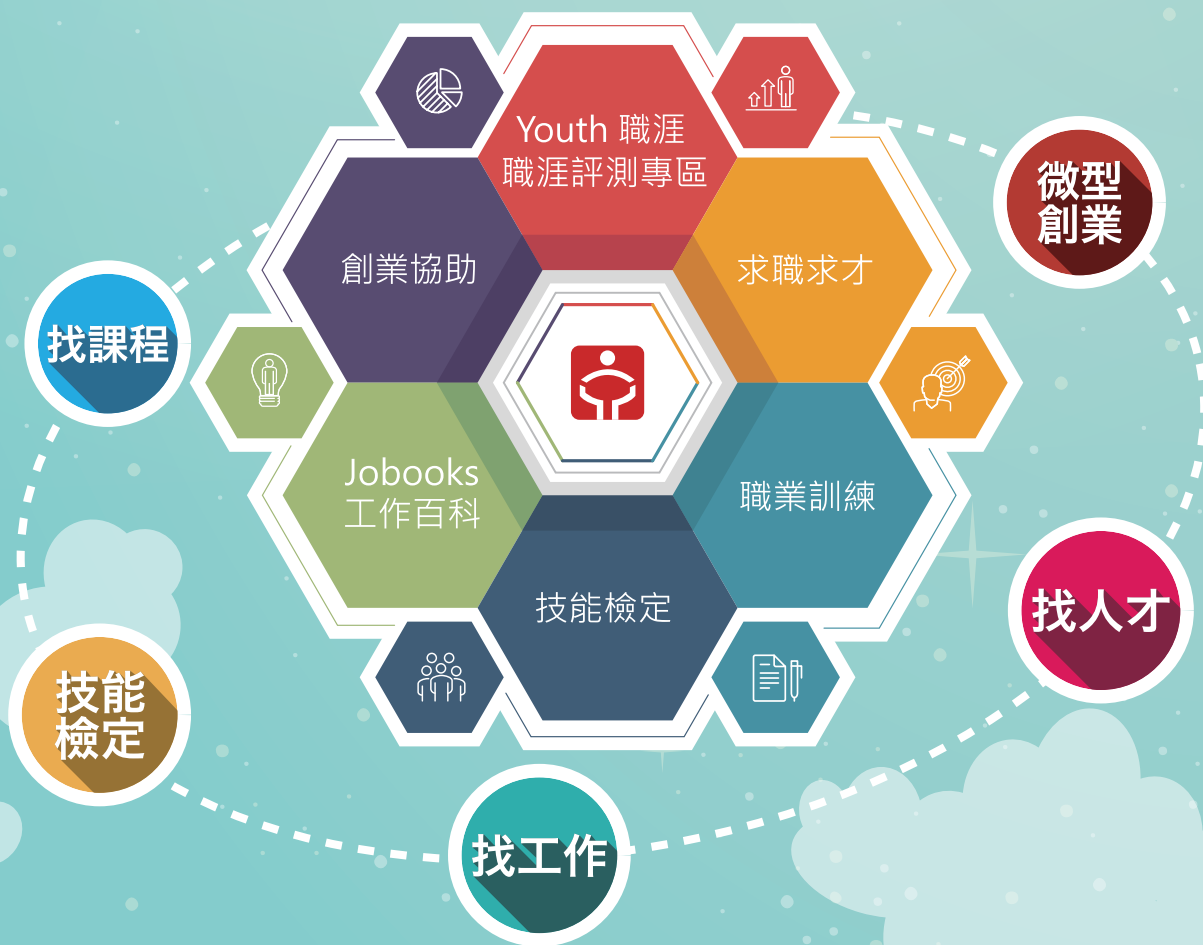 Youth 職涯
職涯評測專區
創業協助
求職求才
Jobooks
工作百科
職業訓練
技能檢定
微型
創業
找課程
找人才
技能
檢定
找工作